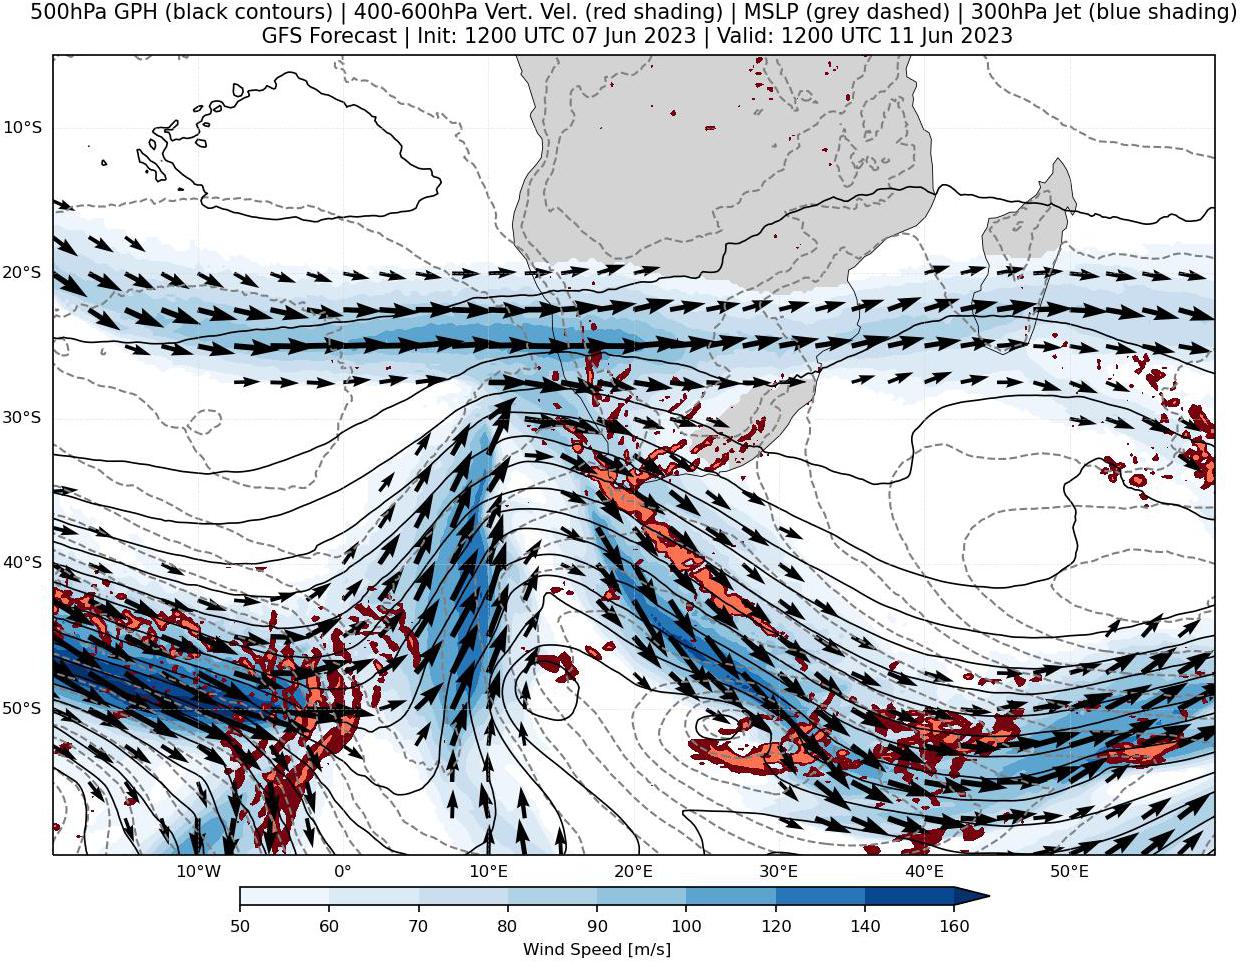 500hPa GPH (black contours) | 400-600hPa Vert. Vel. (red shading) | MSLP (grey dashed) | 300hPa Jet (blue shading)
GFS Forecast | Init: 1200 UTC 07 Jun 2023 | Valid: 1200 UTC 11 Jun 2023
10°S
20°S
30°S
40°S
50°S
10°W 0° 10°E 20°E 30°E 40°E 50°E
50 60 70 80 90 100 120 140 160
Wind Speed [m/s]